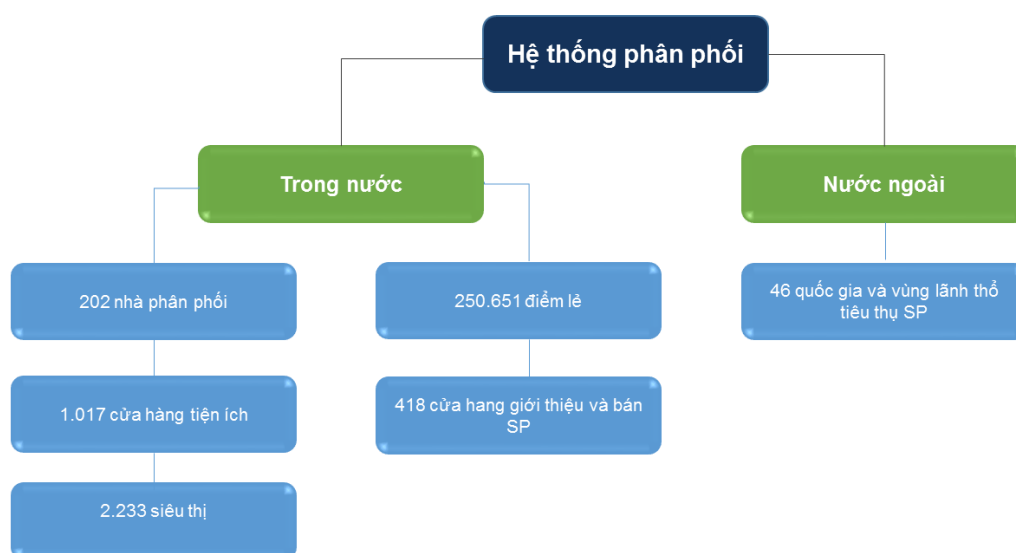 Hệ thống phân phối
Trong nước
Nước ngoài
202 nhà phân phối
250.651 điểm lẻ
46 quốc gia và vùng lãnh thổ
tiêu thụ SP
1.017 cửa hàng tiện ích
418 cửa hang giới thiệu và bán
SP
2.233 siêu thị